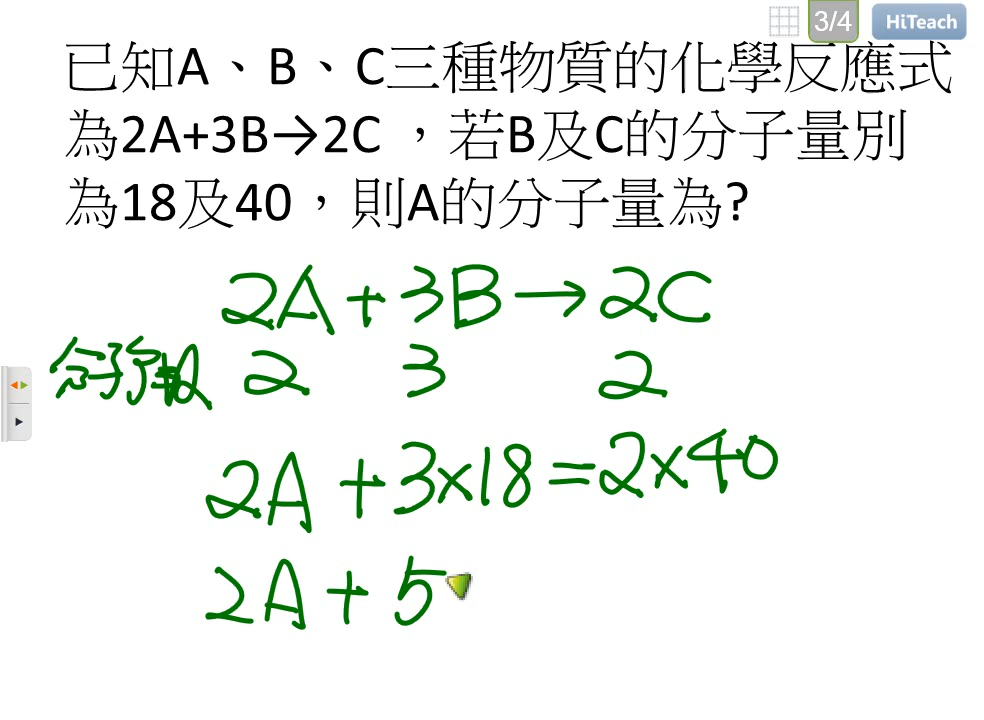 3/4 HiTeach
已知A、B、C三種物質的化學反應式
為2A+3B→2C ，若B及C的分子量別
為18及40，則A的分子量為?
2A+3B→2C
分子數 2 3 2
2A+3×18=2×40
2A+5